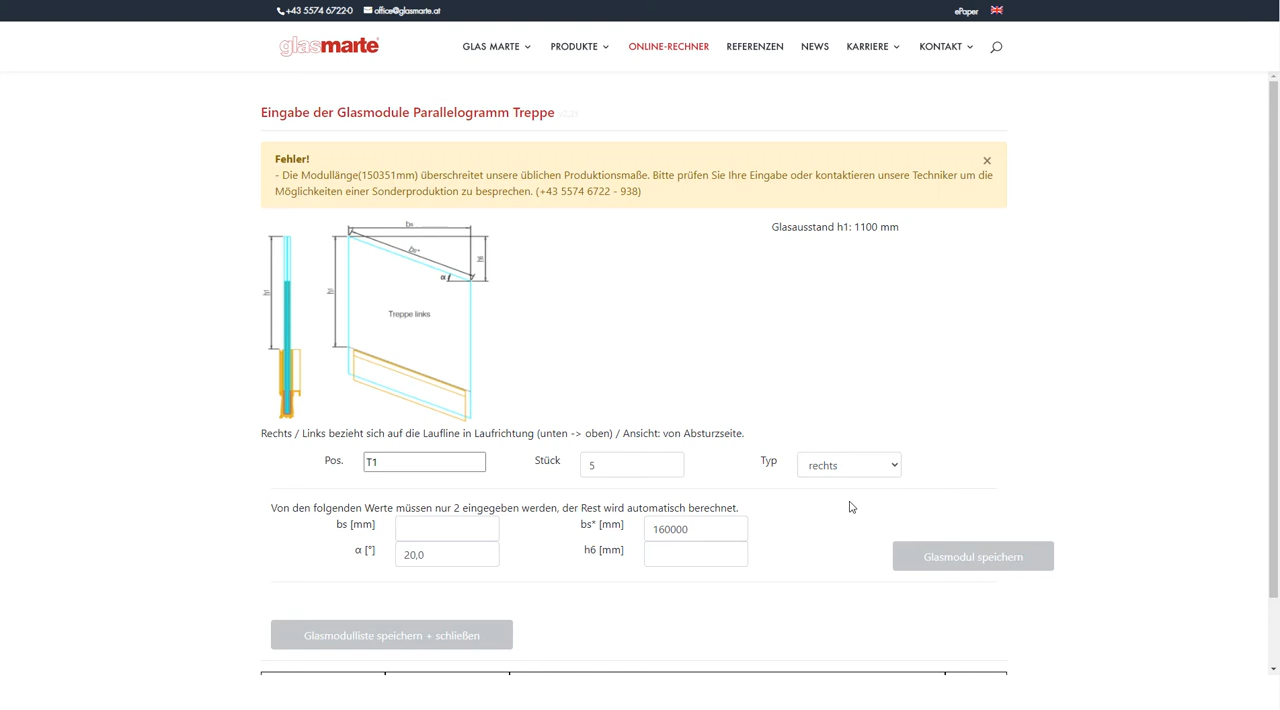 +43 5574 6722-0 office@glasmarte.at ePaper
glasmarte GLAS MARTE PRODUKTE ONLINE-RECHNER REFERENZEN NEWS KARRIERE KONTAKT
Eingabe der Glasmodule Parallelogramm Treppe
Fehler!
×
- Die Modullänge(150351mm) überschreitet unsere üblichen Produktionsmaße. Bitte prüfen Sie Ihre Eingabe oder kontaktieren unsere Techniker um die
Möglichkeiten einer Sonderproduktion zu besprechen. (+43 5574 6722 - 938)
Glasausstand h1: 1100 mm
bs
bs*
h6
α
h1
h1
Treppe links
Rechts / Links bezieht sich auf die Lauflinie in Laufrichtung (unten -> oben) / Ansicht: von Absturzseite.
Pos. T1 Stück 5 Typ rechts
Von den folgenden Werte müssen nur 2 eingegeben werden, der Rest wird automatisch berechnet.
bs [mm] bs* [mm] 160000
α [°] 20,0 h6 [mm]
Glasmodul speichern
Glasmodulliste speichern + schließen